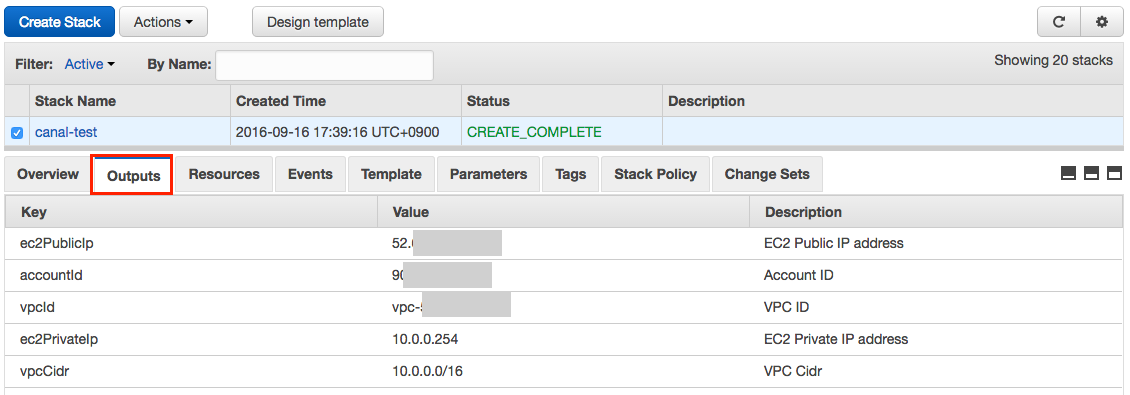 Create Stack Actions Design template
Filter: Active By Name: Showing 20 stacks
Stack Name Created Time Status Description
canal-test 2016-09-16 17:39:16 UTC+0900 CREATE_COMPLETE
Overview Outputs Resources Events Template Parameters Tags Stack Policy Change Sets
Key Value Description
ec2PublicIp 52. EC2 Public IP address
accountId 90 Account ID
vpcId vpc- VPC ID
ec2PrivateIp 10.0.0.254 EC2 Private IP address
vpcCidr 10.0.0.0/16 VPC Cidr